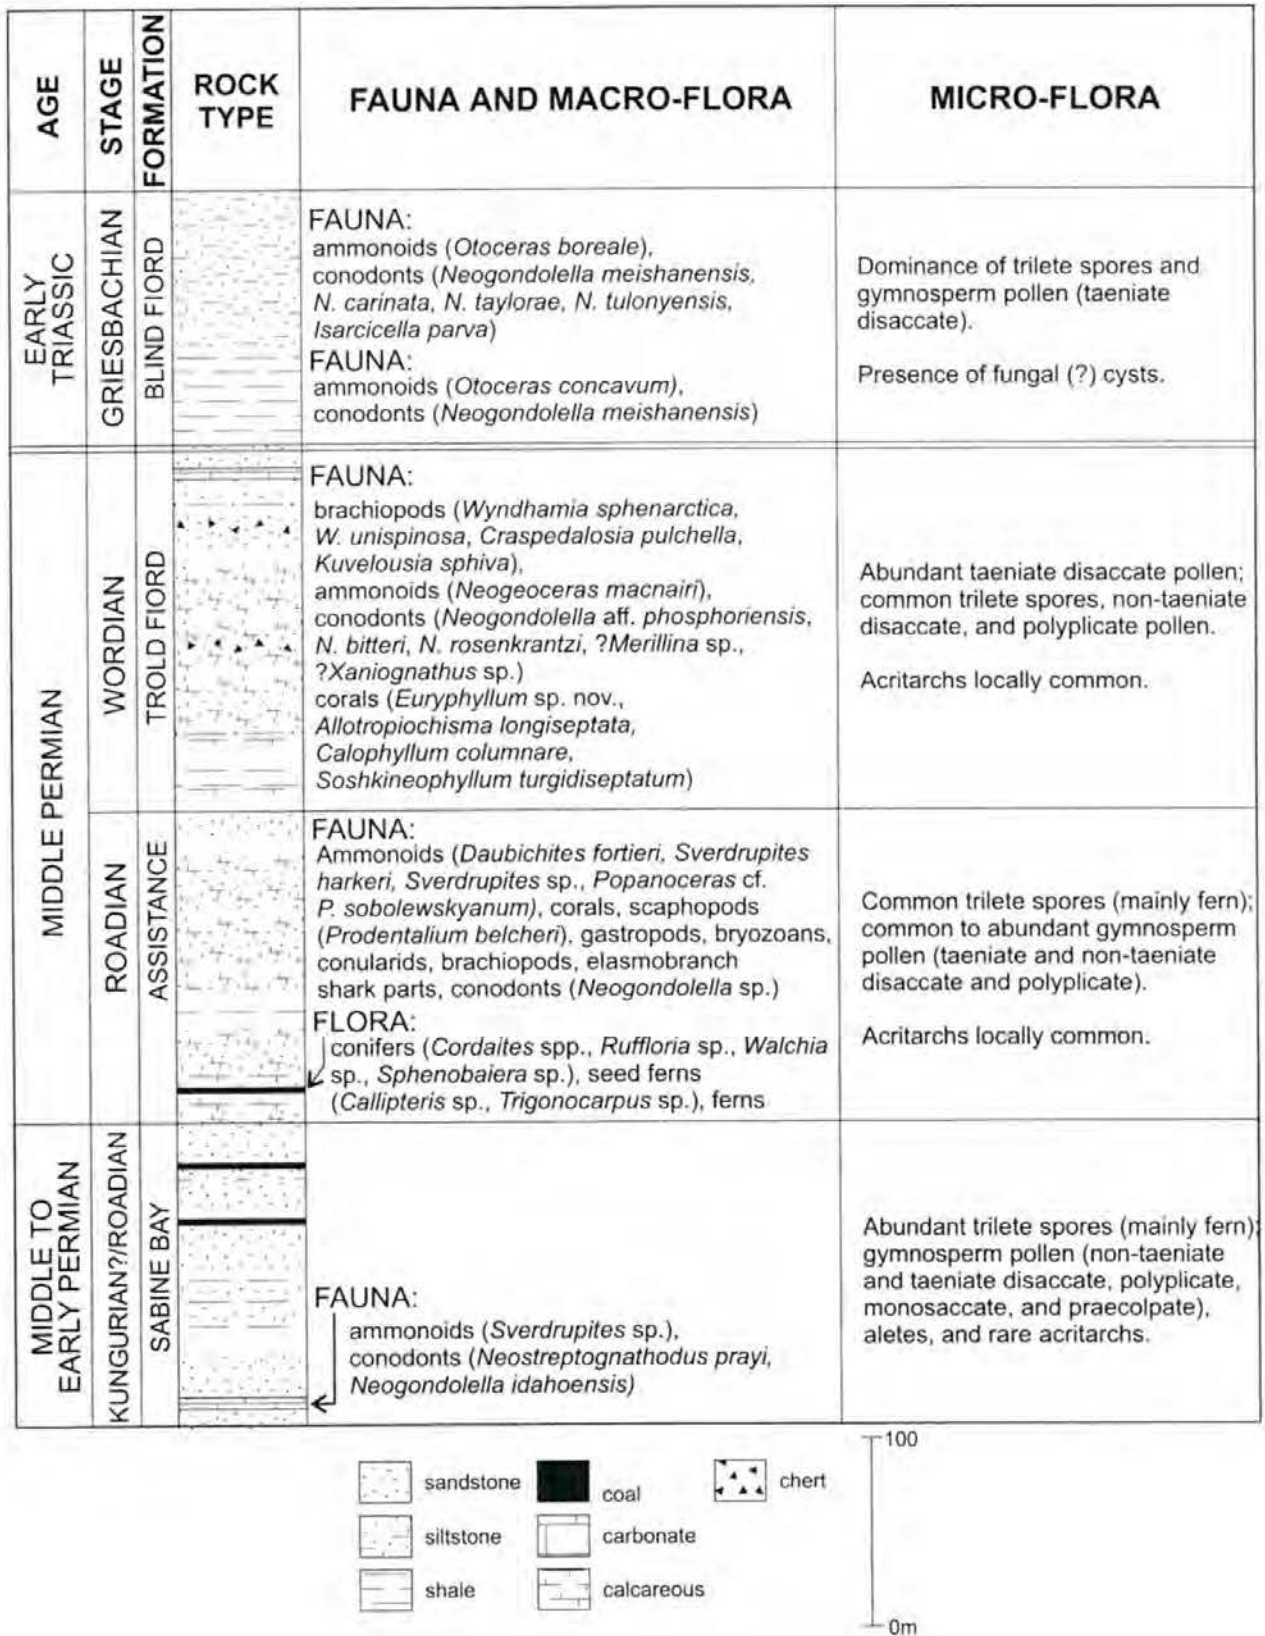 AGE
STAGE
FORMATION
ROCK
TYPE
FAUNA AND MACRO-FLORA
MICRO-FLORA
EARLY
TRIASSIC
GRIESBACHIAN
BLIND FIORD
FAUNA:
ammonoids (Otoceras boreale),
conodonts (Neogondolella meishanensis,
N. carinata, N. taylorae, N. tulonyensis,
Isarcicella parva)
FAUNA:
ammonoids (Otoceras concavum),
conodonts (Neogondolella meishanensis)
Dominance of trilete spores and
gymnosperm pollen (taeniate
disaccate).
Presence of fungal (?) cysts.
MIDDLE PERMIAN
WORDIAN
TROLD FIORD
FAUNA:
brachiopods (Wyndhamia sphenarctica,
W. unispinosa, Craspedalosia pulchella,
Kuvelousia sphiva),
ammonoids (Neogeoceras macnairi),
conodonts (Neogondolella aff. phosphoriensis,
N. bitteri, N. rosenkrantzi, ?Merillina sp.,
?Xaniognathus sp.)
corals (Euryphyllum sp. nov.,
Allotropiochisma longiseptata,
Calophyllum columnare,
Soshkineophyllum turgidiseptatum)
Abundant taeniate disaccate pollen;
common trilete spores, non-taeniate
disaccate, and polyplicate pollen.
Acritarchs locally common.
ROADIAN
ASSISTANCE
FAUNA:
Ammonoids (Daubichites fortieri, Sverdrupites
harkeri, Sverdrupites sp., Popanoceras cf.
P. sobolewskyanum), corals, scaphopods
(Prodentalium belcheri), gastropods, bryozoans,
conularids, brachiopods, elasmobranch
shark parts, conodonts (Neogondolella sp.)
FLORA:
conifers (Cordaites spp., Ruffloria sp., Walchia
sp., Sphenobaiera sp.), seed ferns
(Callipteris sp., Trigonocarpus sp.), ferns
Common trilete spores (mainly fern);
common to abundant gymnosperm
pollen (taeniate and non-taeniate
disaccate and polyplicate).
Acritarchs locally common.
MIDDLE TO
EARLY PERMIAN
KUNGURIAN?/ROADIAN
SABINE BAY
FAUNA:
ammonoids (Sverdrupites sp.),
conodonts (Neostreptognathodus prayi,
Neogondolella idahoensis)
Abundant trilete spores (mainly fern);
gymnosperm pollen (non-taeniate
and taeniate disaccate, polyplicate,
monosaccate, and praecolpate),
aletes, and rare acritarchs.
sandstone
coal
chert
siltstone
carbonate
shale
calcareous
100
0m